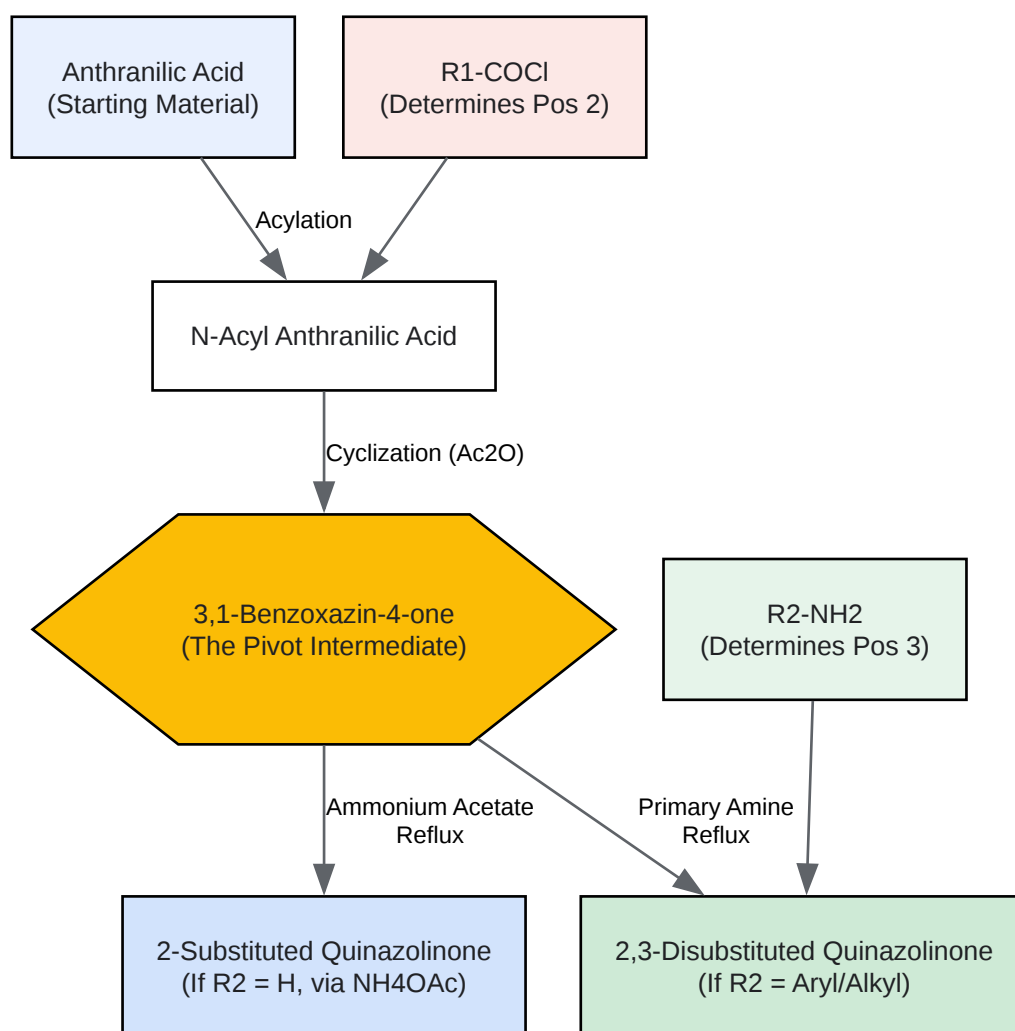 Anthranilic Acid
(Starting Material)
R1-COCl
(Determines Pos 2)
Acylation
N-Acyl Anthranilic Acid
Cyclization (Ac2O)
3,1-Benzoxazin-4-one
(The Pivot Intermediate)
R2-NH2
(Determines Pos 3)
Ammonium Acetate
Reflux
Primary Amine
Reflux
2-Substituted Quinazolinone
(If R2 = H, via NH4OAc)
2,3-Disubstituted Quinazolinone
(If R2 = Aryl/Alkyl)